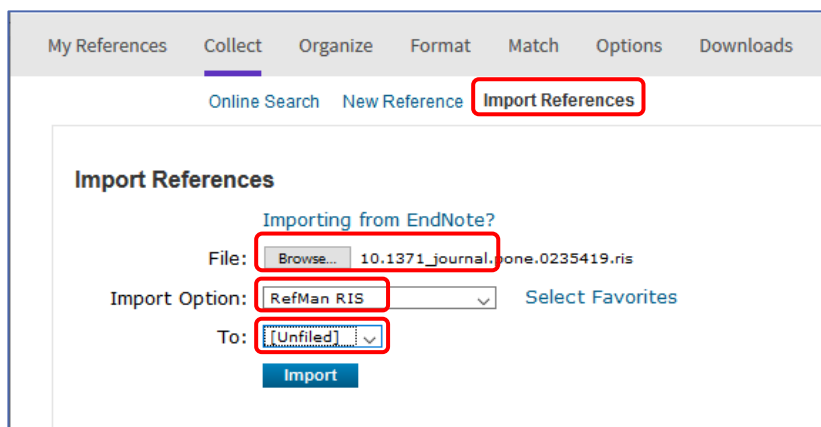 My References Collect Organize Format Match Options Downloads
Online Search New Reference Import References
Import References
Importing from EndNote?
File: Browse... 10.1371_journal.pone.0235419.ris
Import Option: RefMan RIS Select Favorites
To: [Unfiled]
Import